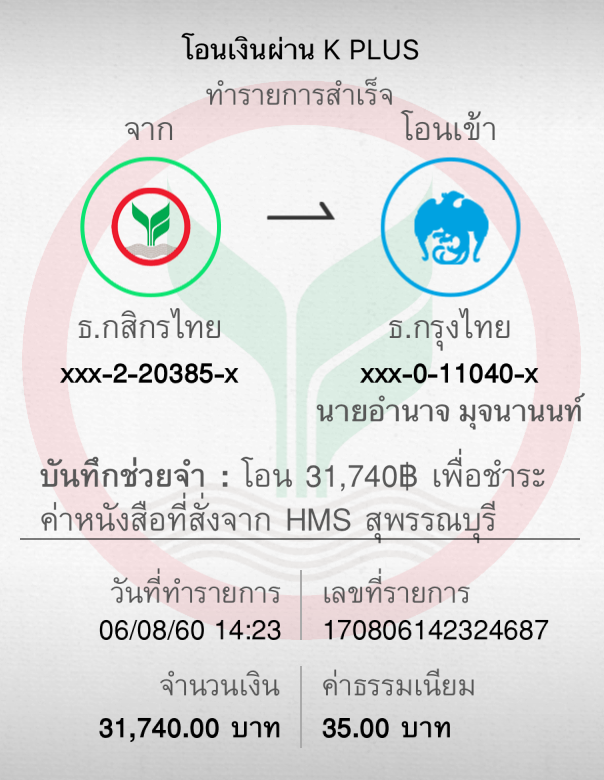 โอนเงินผ่าน K PLUS
ทำรายการสำเร็จ
จาก โอนเข้า
ธ.กสิกรไทย ธ.กรุงไทย
xxx-2-20385-x xxx-0-11040-x
นายอำนาจ มุจนานนท์
บันทึกช่วยจำ : โอน 31,740฿ เพื่อชำระ
ค่าหนังสือที่สั่งจาก HMS สุพรรณบุรี
วันที่ทำรายการ เลขที่รายการ
06/08/60 14:23 170806142324687
จำนวนเงิน ค่าธรรมเนียม
31,740.00 บาท 35.00 บาท